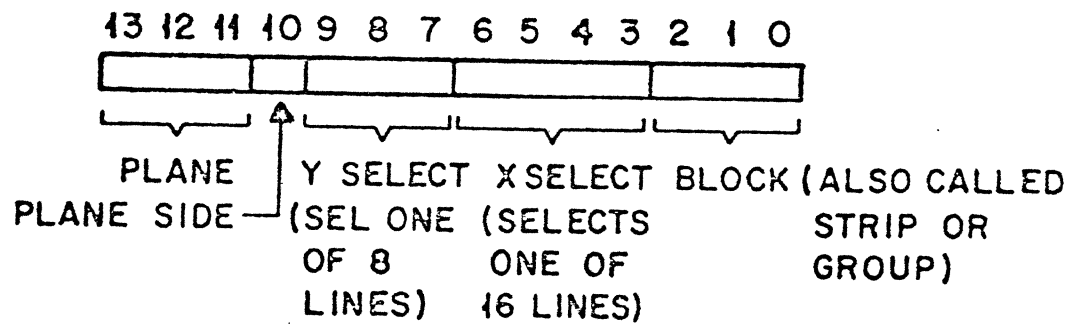 13 12 11 10 9 8 7 6 5 4 3 2 1 0
PLANE Y SELECT X SELECT BLOCK (ALSO CALLED
PLANE SIDE (SEL ONE (SELECTS STRIP OR
OF 8 ONE OF GROUP)
LINES) 16 LINES)